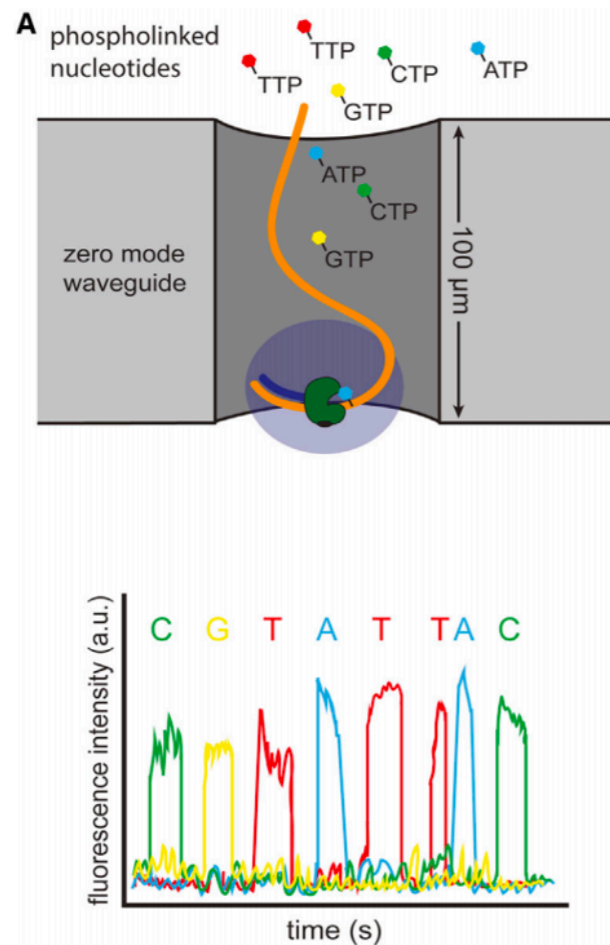 A
phospholinked
nucleotides
TTP
TTP
CTP
ATP
GTP
ATP
CTP
GTP
zero mode
waveguide
100 µm
C G T A T T A C
fluorescence intensity (a.u.)
time (s)